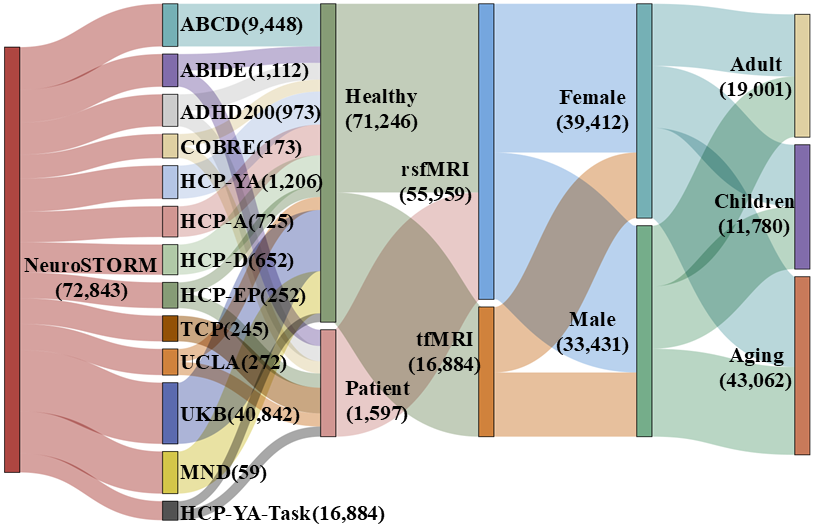 NeuroSTORM
(72,843)
ABCD(9,448)
ABIDE(1,112)
ADHD200(973)
COBRE(173)
HCP-YA(1,206)
HCP-A(725)
HCP-D(652)
HCP-EP(252)
TCP(245)
UCLA(272)
UKB(40,842)
MND(59)
HCP-YA-Task(16,884)
Healthy
(71,246)
Patient
(1,597)
rsfMRI
(55,959)
tfMRI
(16,884)
Female
(39,412)
Male
(33,431)
Adult
(19,001)
Children
(11,780)
Aging
(43,062)